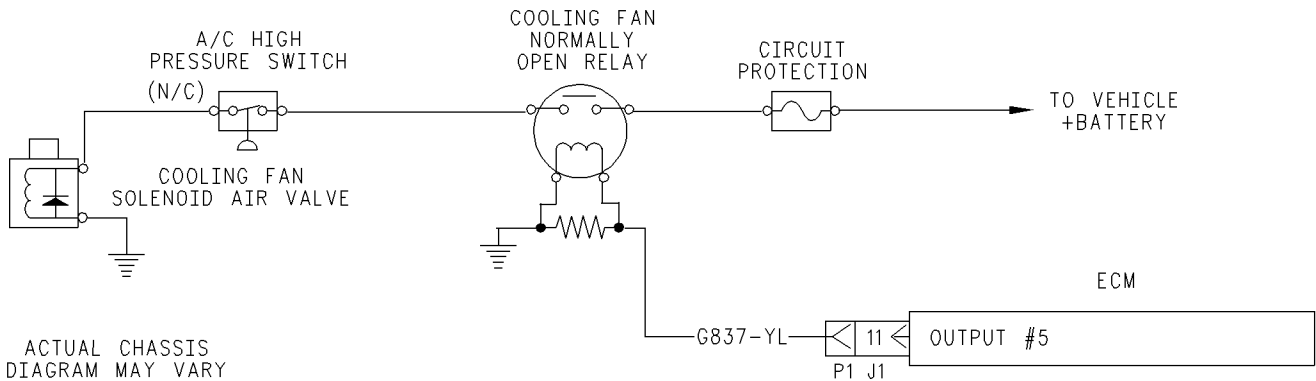 COOLING FAN
NORMALLY
OPEN RELAY
A/C HIGH
PRESSURE SWITCH
(N/C)
CIRCUIT
PROTECTION
TO VEHICLE
+BATTERY
COOLING FAN
SOLENOID AIR VALVE
ECM
G837-YL
11
OUTPUT #5
P1 J1
ACTUAL CHASSIS
DIAGRAM MAY VARY